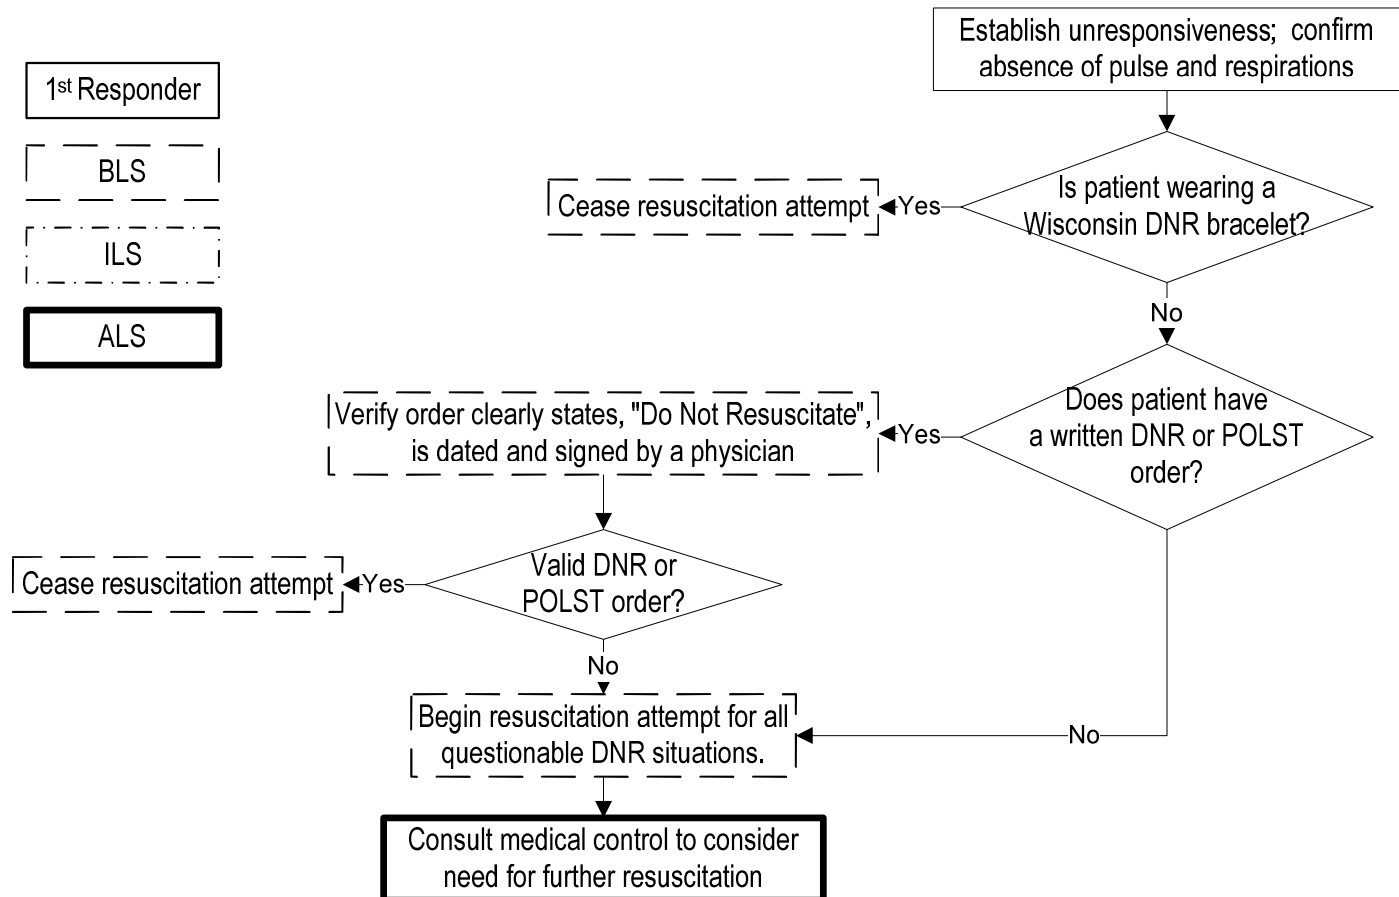 Establish unresponsiveness;  confirm
absence of pulse and respirations
1st Responder
BLS
ILS
ALS
Is patient wearing a
Wisconsin DNR bracelet?
Yes
Cease resuscitation attempt
No
Does patient have
a written DNR or POLST
order?
Yes
Verify order clearly states, "Do Not Resuscitate",
is dated and signed by a physician
Valid DNR or
POLST order?
Yes
Cease resuscitation attempt
No
No
Begin resuscitation attempt for all
questionable DNR situations.
Consult medical control to consider
need for further resuscitation